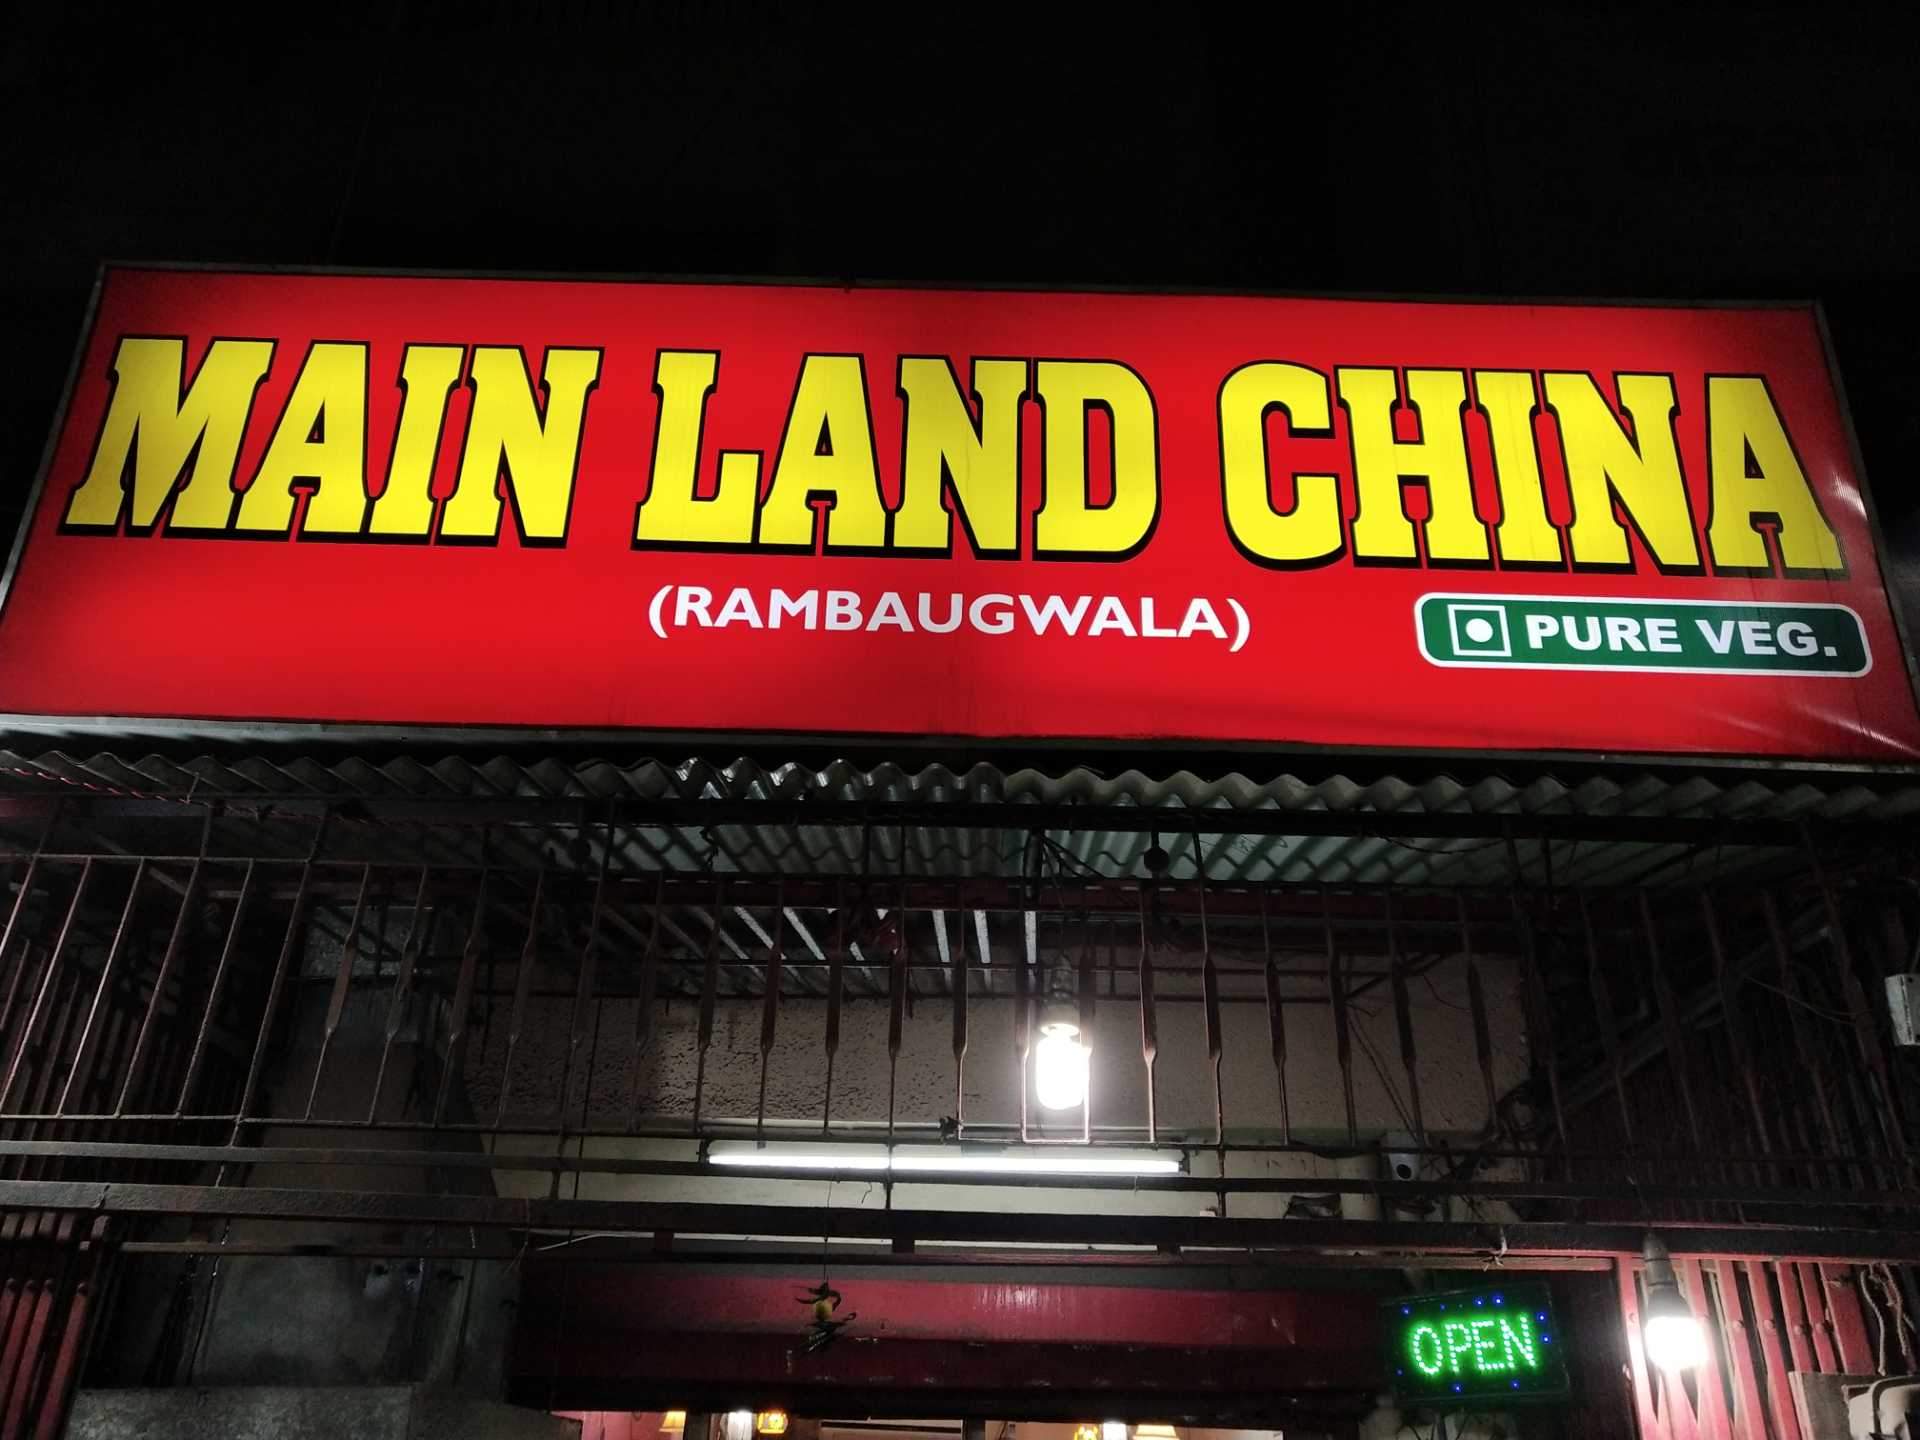 MAIN LAND CHINA
(RAMBAUGWALA)
PURE VEG.
OPEN